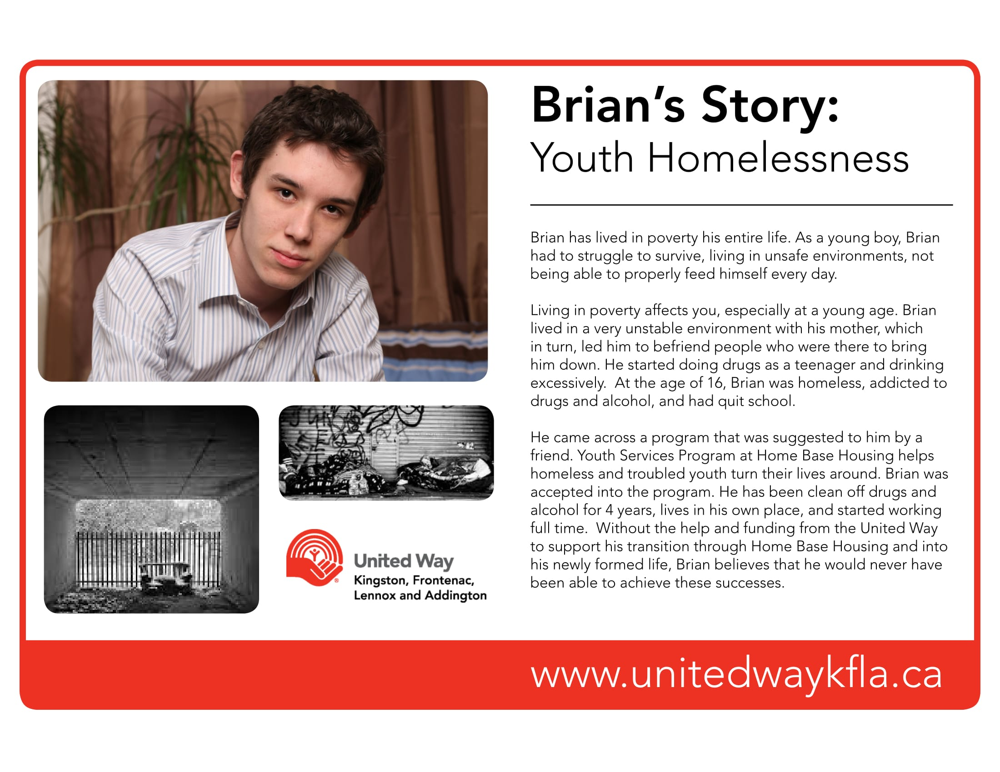 Brian’s Story:
Youth Homelessness
Brian has lived in poverty his entire life. As a young boy, Brian
had to struggle to survive, living in unsafe environments, not
being able to properly feed himself every day.
Living in poverty affects you, especially at a young age. Brian
lived in a very unstable environment with his mother, which
in turn, led him to befriend people who were there to bring
him down. He started doing drugs as a teenager and drinking
excessively.  At the age of 16, Brian was homeless, addicted to
drugs and alcohol, and had quit school.
He came across a program that was suggested to him by a
friend. Youth Services Program at Home Base Housing helps
homeless and troubled youth turn their lives around. Brian was
accepted into the program. He has been clean off drugs and
alcohol for 4 years, lives in his own place, and started working
full time.  Without the help and funding from the United Way
to support his transition through Home Base Housing and into
his newly formed life, Brian believes that he would never have
been able to achieve these successes.
United Way
Kingston, Frontenac,
Lennox and Addington
www.unitedwaykfla.ca